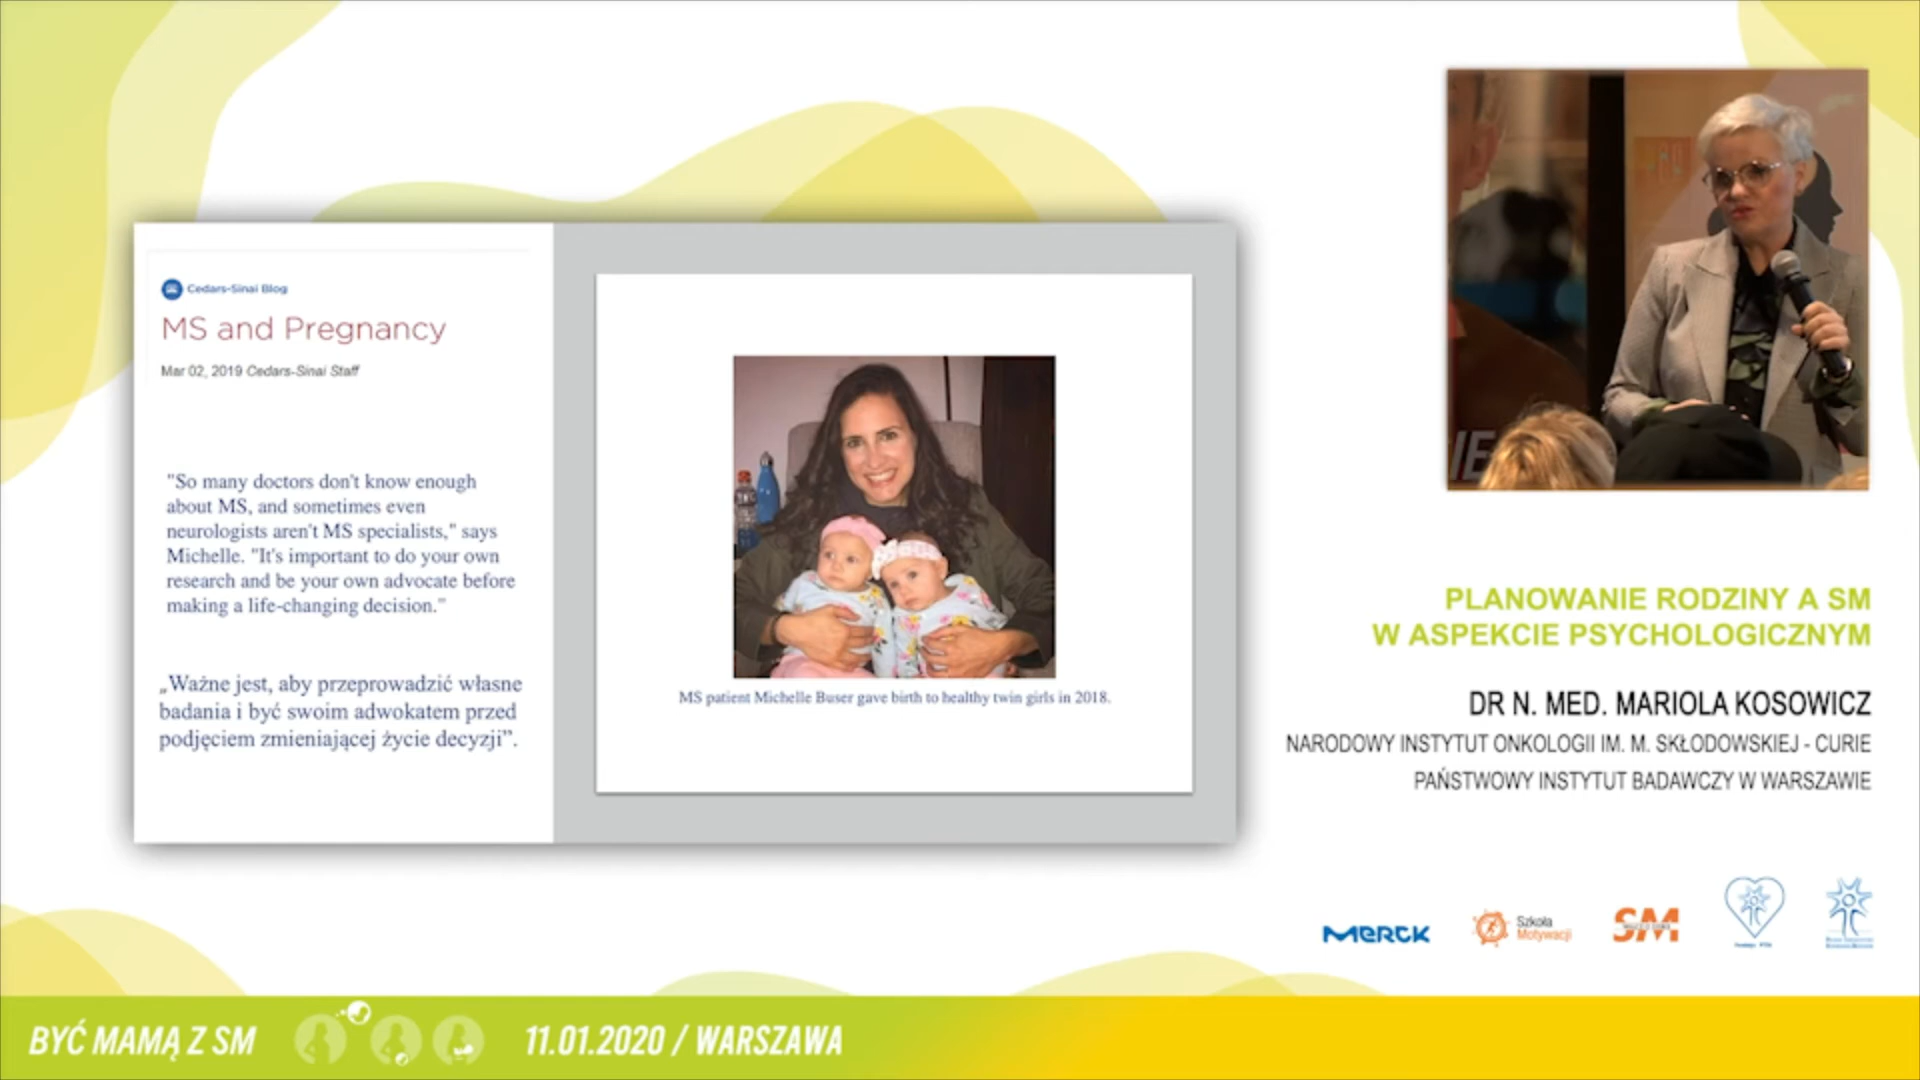 Cedars-Sinai Blog
MS and Pregnancy
Mar 02, 2019 Cedars-Sinai Staff
"So many doctors don't know enough
about MS, and sometimes even
neurologists aren't MS specialists," says
Michelle. "It's important to do your own
research and be your own advocate before
making a life-changing decision."
„Ważne jest, aby przeprowadzić własne
badania i być swoim adwokatem przed
podjęciem zmieniającej życie decyzji”.
MS patient Michelle Buser gave birth to healthy twin girls in 2018.
IE
PLANOWANIE RODZINY A SM
W ASPEKCIE PSYCHOLOGICZNYM
DR N. MED. MARIOLA KOSOWICZ
NARODOWY INSTYTUT ONKOLOGII IM. M. SKŁODOWSKIEJ - CURIE
PAŃSTWOWY INSTYTUT BADAWCZY W WARSZAWIE
MERCK
Szkoła
Motywacji
SM
BYĆ MAMĄ Z SM
11.01.2020 / WARSZAWA